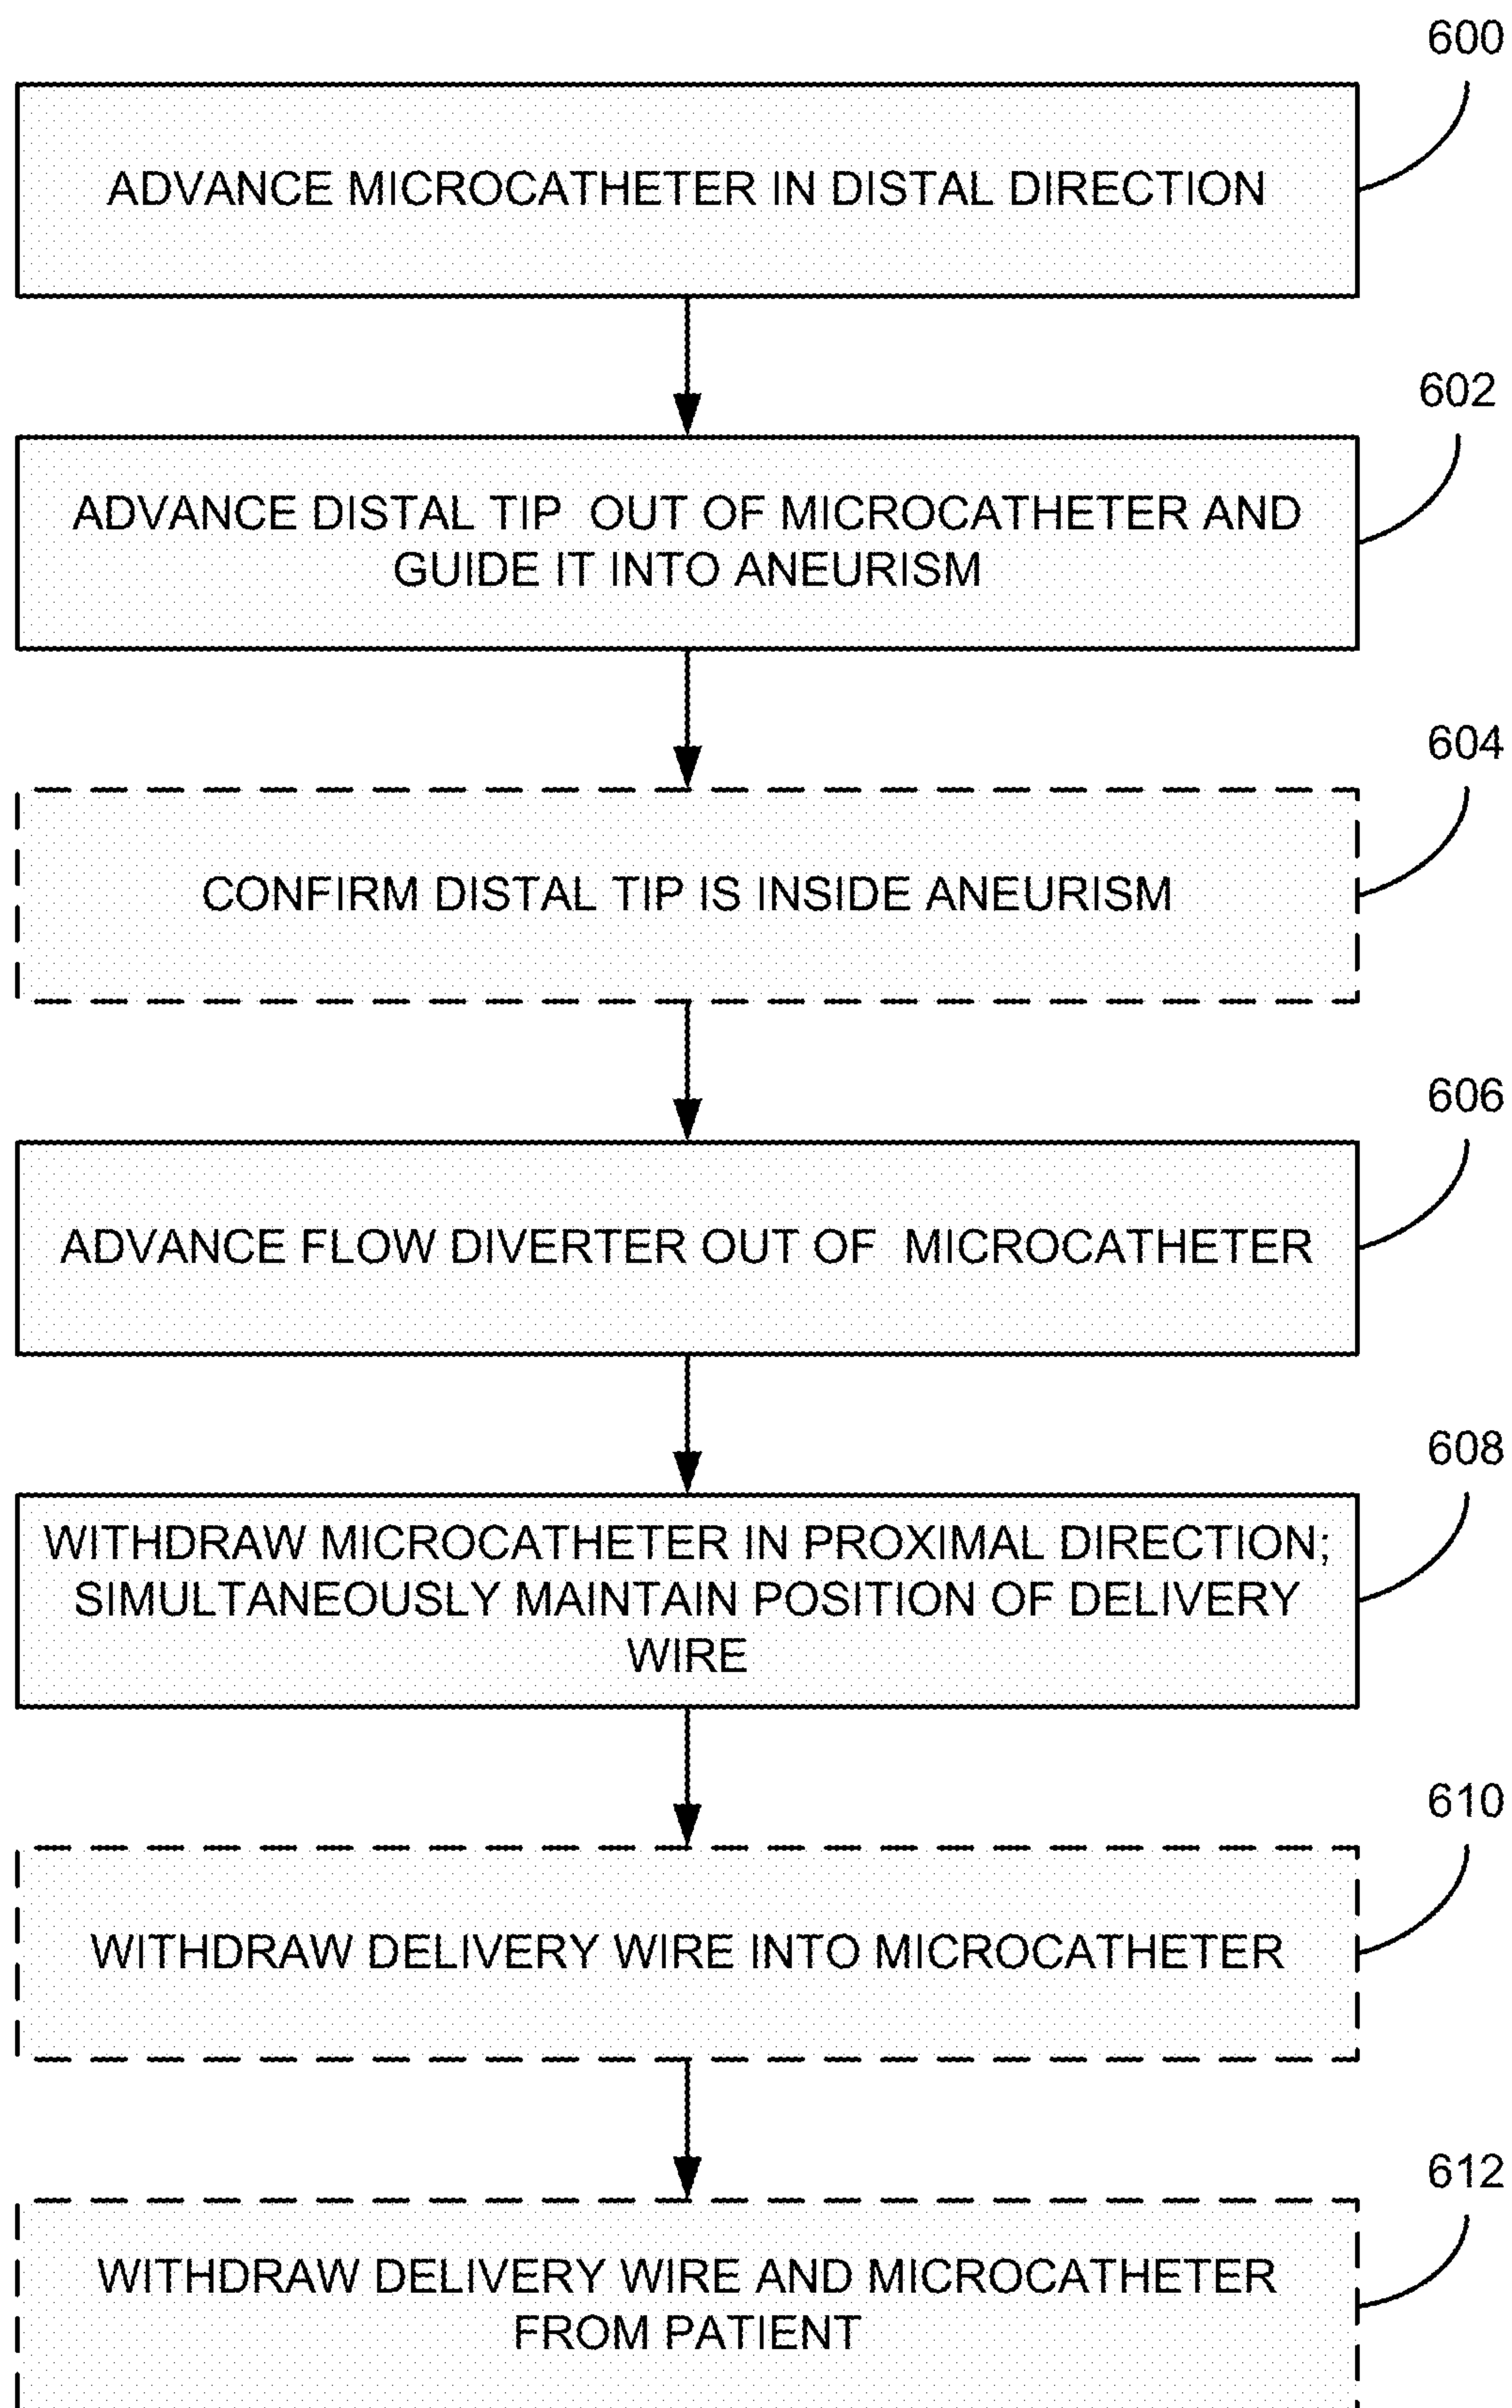 600
ADVANCE MICROCATHETER IN DISTAL DIRECTION
602
ADVANCE DISTAL TIP OUT OF MICROCATHETER AND
GUIDE IT INTO ANEURISM
604
CONFIRM DISTAL TIP IS INSIDE ANEURISM
606
ADVANCE FLOW DIVERTER OUT OF MICROCATHETER
608
WITHDRAW MICROCATHETER IN PROXIMAL DIRECTION;
SIMULTANEOUSLY MAINTAIN POSITION OF DELIVERY
WIRE
610
WITHDRAW DELIVERY WIRE INTO MICROCATHETER
612
WITHDRAW DELIVERY WIRE AND MICROCATHETER
FROM PATIENT